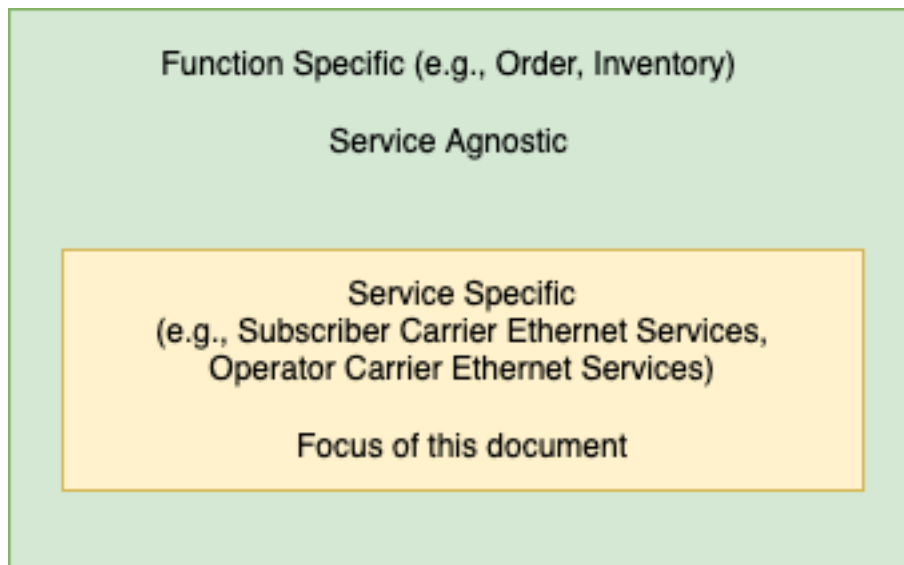 Function Specific (e.g., Order, Inventory)
Service Agnostic
Service Specific
(e.g., Subscriber Carrier Ethernet Services,
Operator Carrier Ethernet Services)
Focus of this document